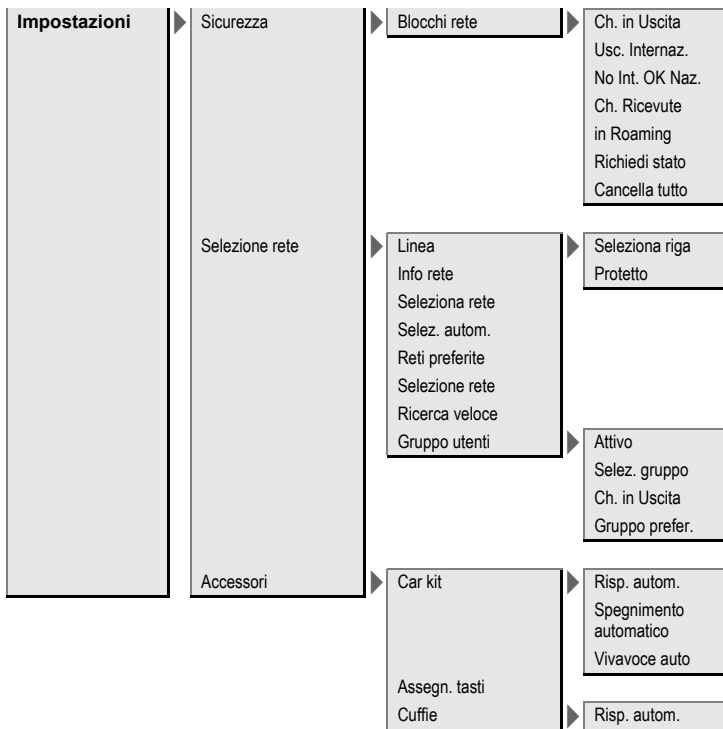 Impostazioni
Sicurezza
Blocchi rete
Ch. in Uscita
Usc. Internaz.
No Int. OK Naz.
Ch. Ricevute
in Roaming
Richiedi stato
Cancella tutto
Selezione rete
Linea
Seleziona riga
Info rete
Protetto
Seleziona rete
Selez. autom.
Reti preferite
Selezione rete
Ricerca veloce
Gruppo utenti
Attivo
Selez. gruppo
Ch. in Uscita
Gruppo prefer.
Accessori
Car kit
Risp. autom.
Spegnimento
automatico
Vivavoce auto
Assegn. tasti
Cuffie
Risp. autom.